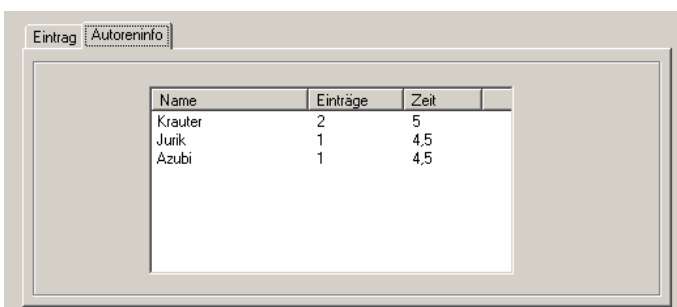 Eintrag Autoreninfo
Name Einträge Zeit
Krauter 2 5
Jurik 1 4,5
Azubi 1 4,5